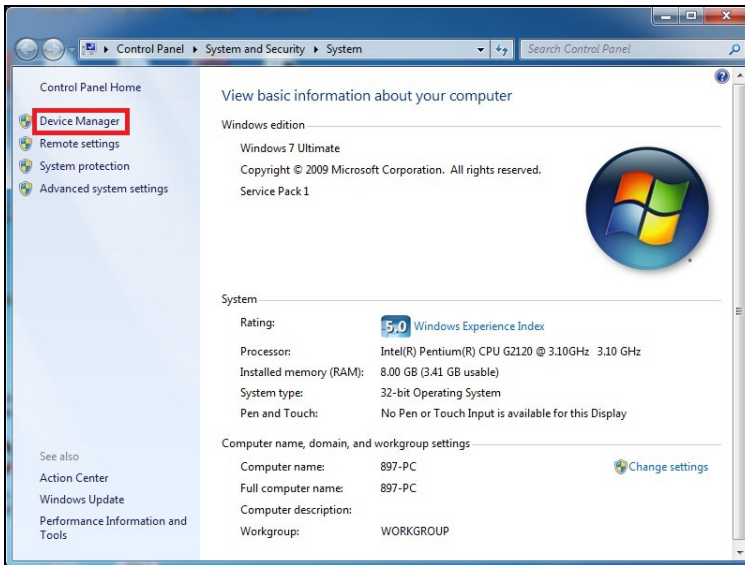 Control Panel ▸ System and Security ▸ System
Search Control Panel
Control Panel Home
Device Manager
Remote settings
System protection
Advanced system settings
See also
Action Center
Windows Update
Performance Information and
Tools
View basic information about your computer
Windows edition
Windows 7 Ultimate
Copyright © 2009 Microsoft Corporation. All rights reserved.
Service Pack 1
System
Rating: 5.0 Windows Experience Index
Processor: Intel(R) Pentium(R) CPU G2120 @ 3.10GHz 3.10 GHz
Installed memory (RAM): 8.00 GB (3.41 GB usable)
System type: 32-bit Operating System
Pen and Touch: No Pen or Touch Input is available for this Display
Computer name, domain, and workgroup settings
Computer name: 897-PC Change settings
Full computer name: 897-PC
Computer description:
Workgroup: WORKGROUP